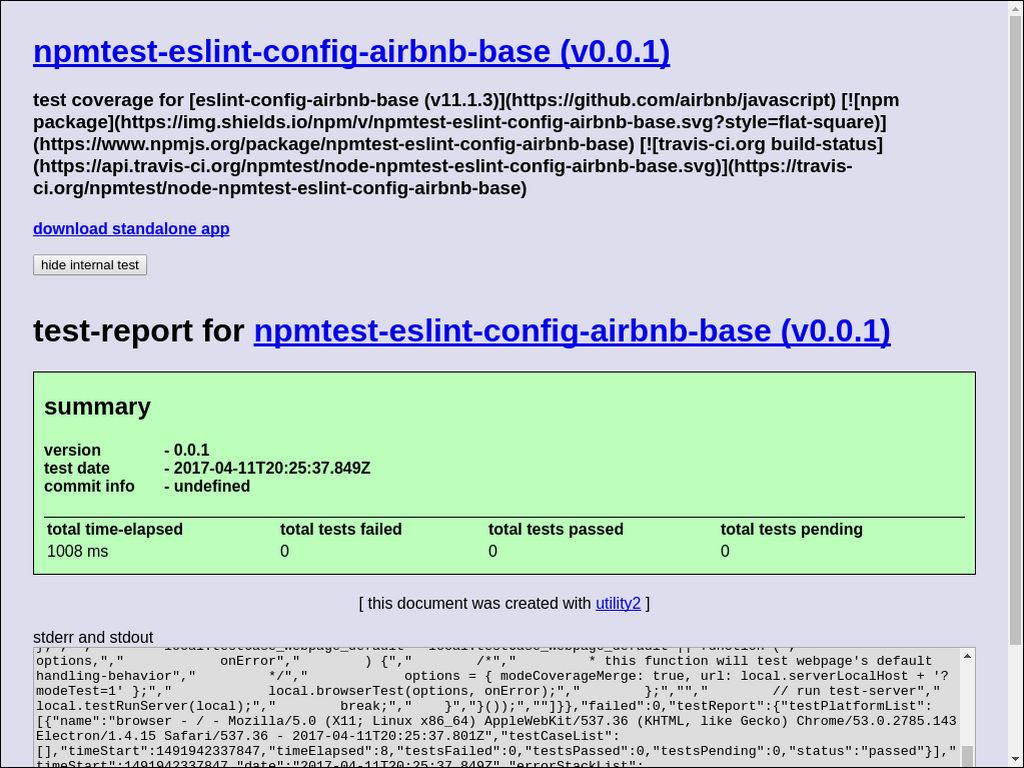 npmtest-eslint-config-airbnb-base (v0.0.1)
test coverage for [eslint-config-airbnb-base (v11.1.3)](https://github.com/airbnb/javascript) [![npm
package](https://img.shields.io/npm/v/npmtest-eslint-config-airbnb-base.svg?style=flat-square)]
(https://www.npmjs.org/package/npmtest-eslint-config-airbnb-base) [![travis-ci.org build-status]
(https://api.travis-ci.org/npmtest/node-npmtest-eslint-config-airbnb-base.svg)](https://travis-
ci.org/npmtest/node-npmtest-eslint-config-airbnb-base)
download standalone app
hide internal test
test-report for npmtest-eslint-config-airbnb-base (v0.0.1)
summary
version - 0.0.1
test date - 2017-04-11T20:25:37.849Z
commit info - undefined
total time-elapsed total tests failed total tests passed total tests pending
1008 ms 0 0 0
[ this document was created with utility2 ]
stderr and stdout
options,"," onError"," ) {"," /*"," * this function will test webpage's default
handling-behavior"," */"," options = { modeCoverageMerge: true, url: local.serverLocalHost + '?
modeTest=1' };"," local.browserTest(options, onError);"," };",""," // run test-server","
local.testRunServer(local);"," break;"," }","}());",""]}},"failed":0,"testReport":{"testPlatformList":
[{"name":"browser - / - Mozilla/5.0 (X11; Linux x86_64) AppleWebKit/537.36 (KHTML, like Gecko) Chrome/53.0.2785.143
Electron/1.4.15 Safari/537.36 - 2017-04-11T20:25:37.801Z","testCaseList":
[],"timeStart":1491942337847,"timeElapsed":8,"testsFailed":0,"testsPassed":0,"testsPending":0,"status":"passed"}],"
timeStart":1491942337847,"date":"2017-04-11T20:25:37.849Z","errorStackList":